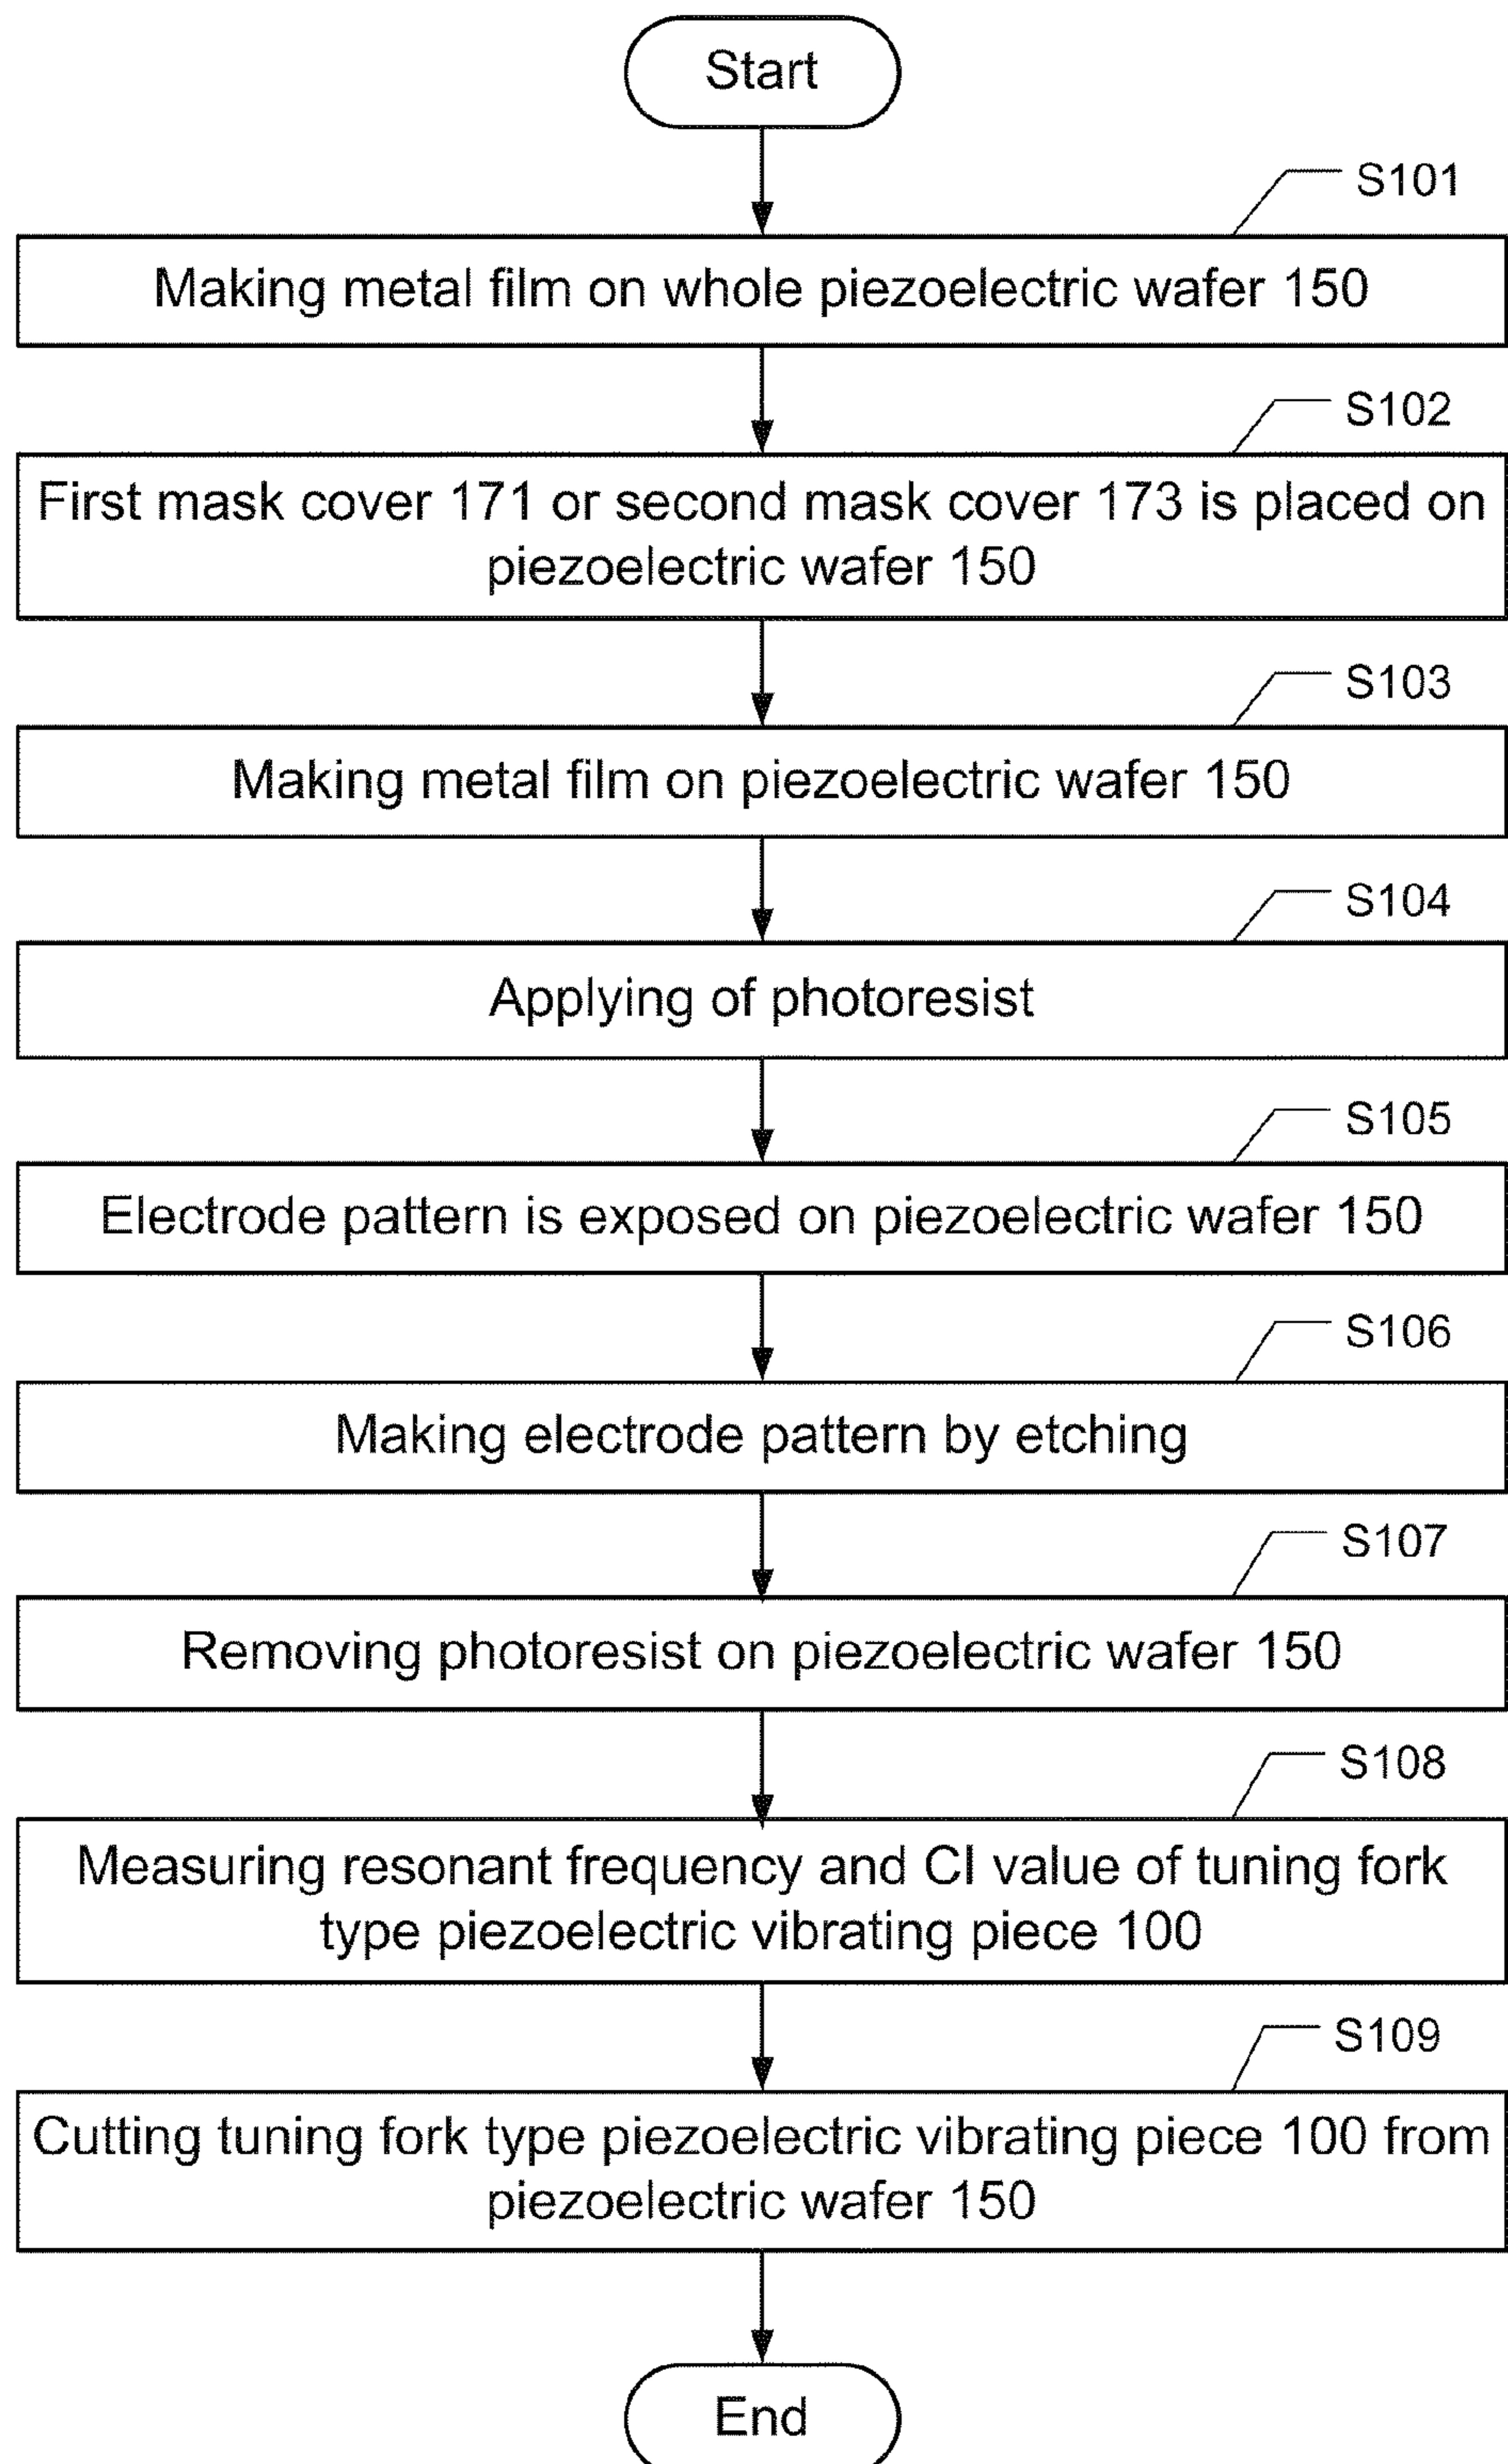 Start
S101
Making metal film on whole piezoelectric wafer 150
S102
First mask cover 171 or second mask cover 173 is placed on
piezoelectric wafer 150
S103
Making metal film on piezoelectric wafer 150
S104
Applying of photoresist
S105
Electrode pattern is exposed on piezoelectric wafer 150
S106
Making electrode pattern by etching
S107
Removing photoresist on piezoelectric wafer 150
S108
Measuring resonant frequency and CI value of tuning fork
type piezoelectric vibrating piece 100
S109
Cutting tuning fork type piezoelectric vibrating piece 100 from
piezoelectric wafer 150
End